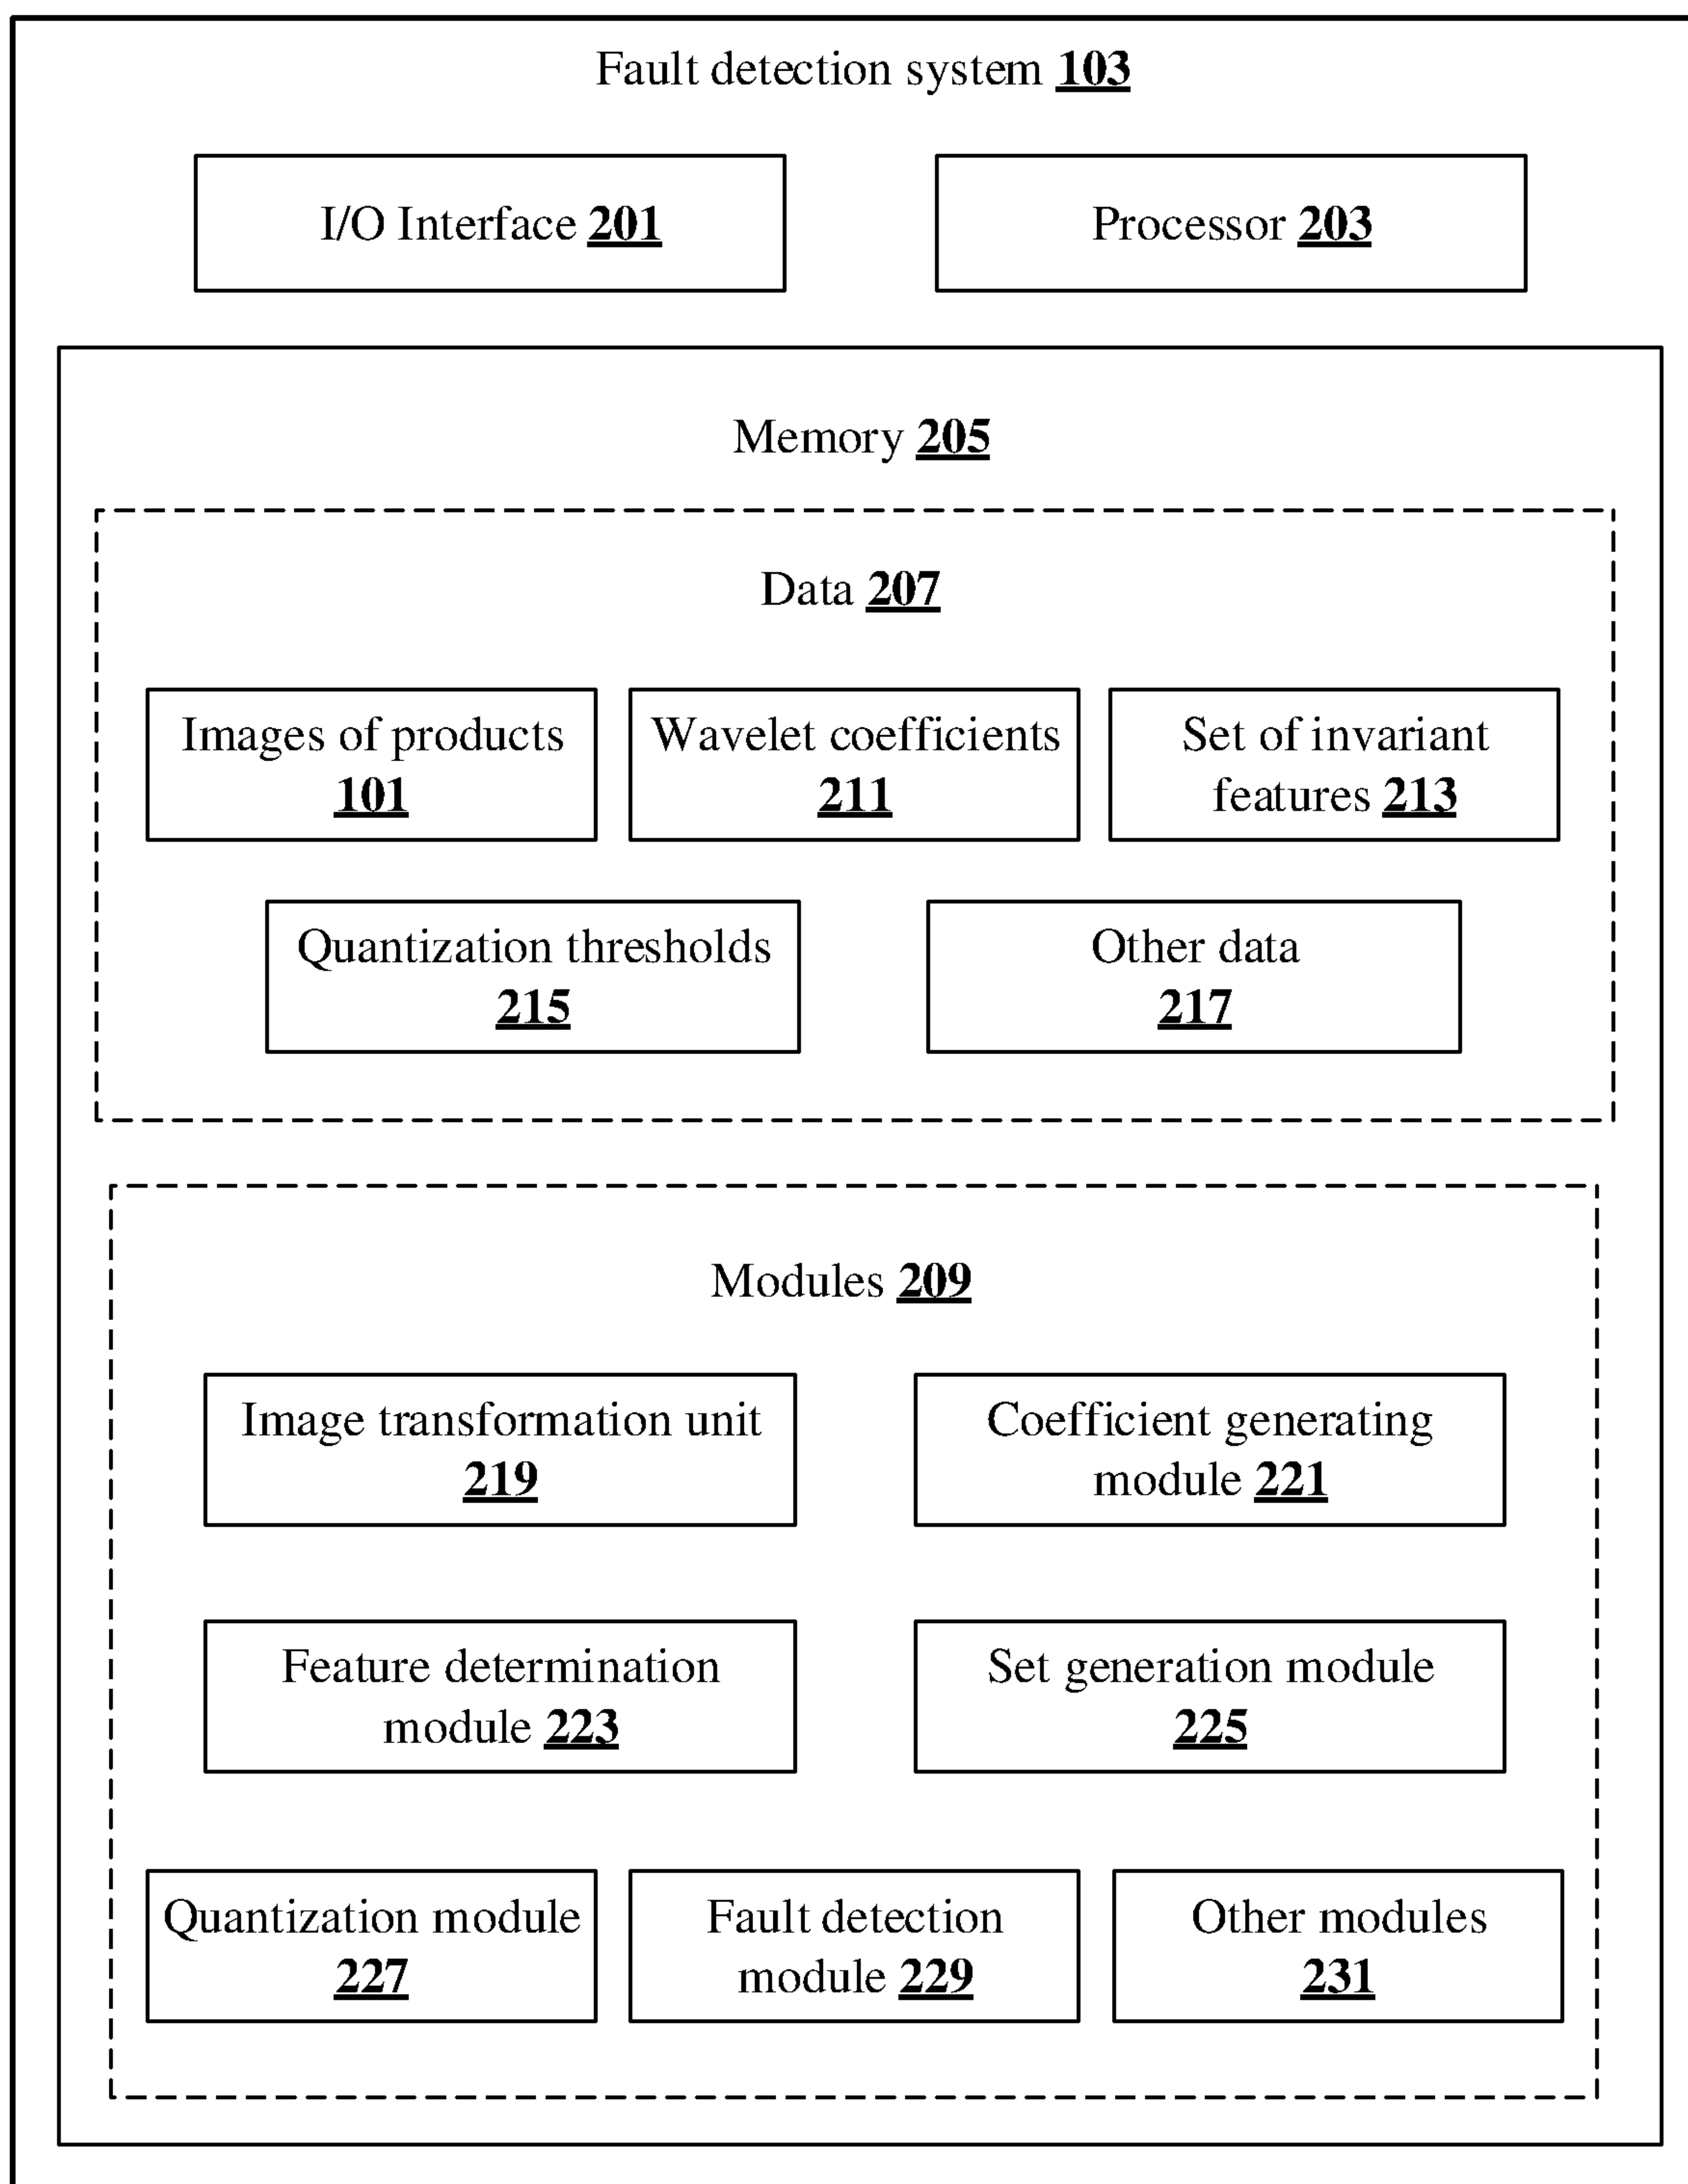 Fault detection system 103
I/O Interface 201
Processor 203
Memory 205
Data 207
Images of products
101
Wavelet coefficients
211
Set of invariant
features 213
Quantization thresholds
215
Other data
217
Modules 209
Image transformation unit
219
Coefficient generating
module 221
Feature determination
module 223
Set generation module
225
Quantization module
227
Fault detection
module 229
Other modules
231